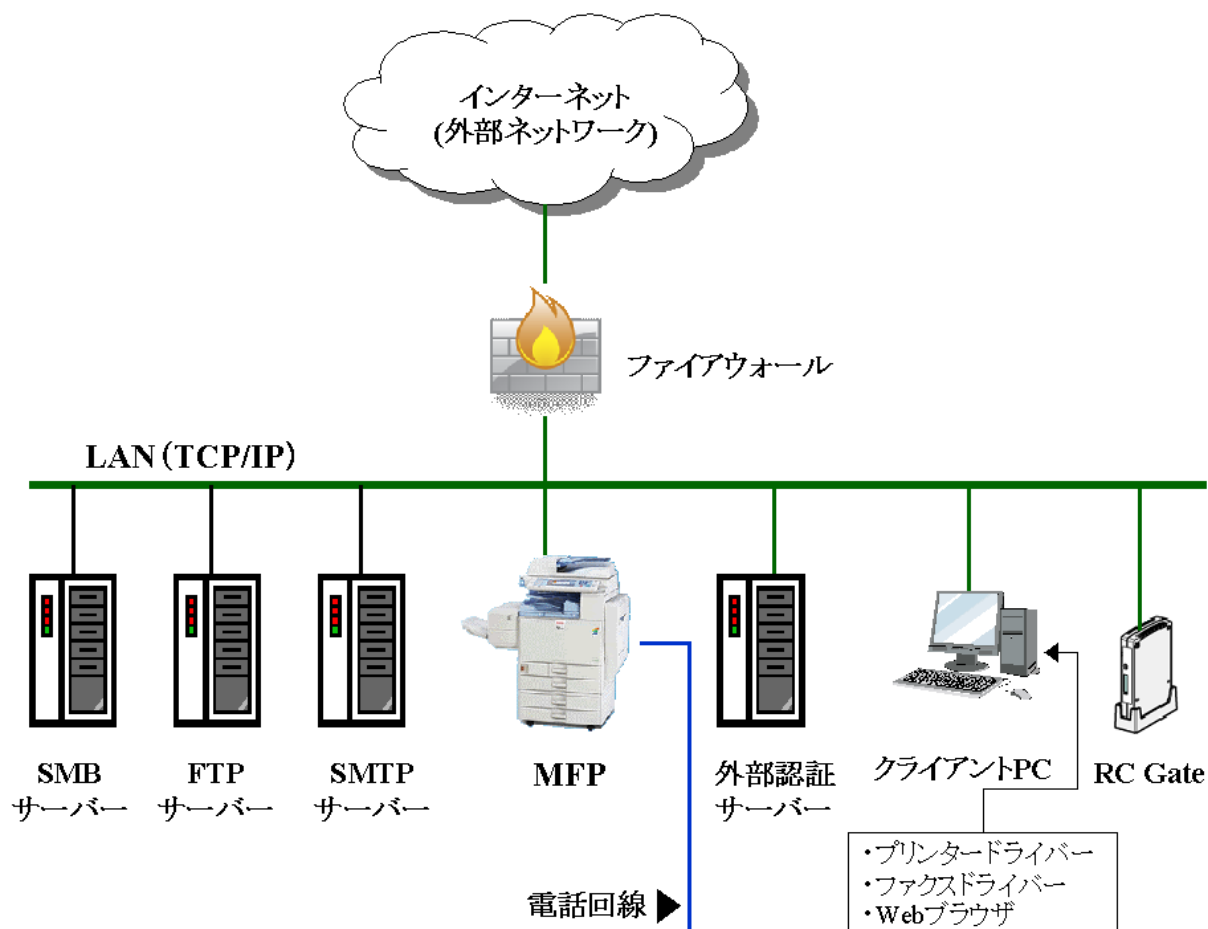 インターネット
(外部ネットワーク)
ファイアウォール
LAN（TCP/IP）
SMB
サーバー
FTP
サーバー
SMTP
サーバー
MFP
外部認証
サーバー
クライアントPC
RC Gate
・プリンタードライバー
・ファクスドライバー
・Webブラウザ
電話回線▶